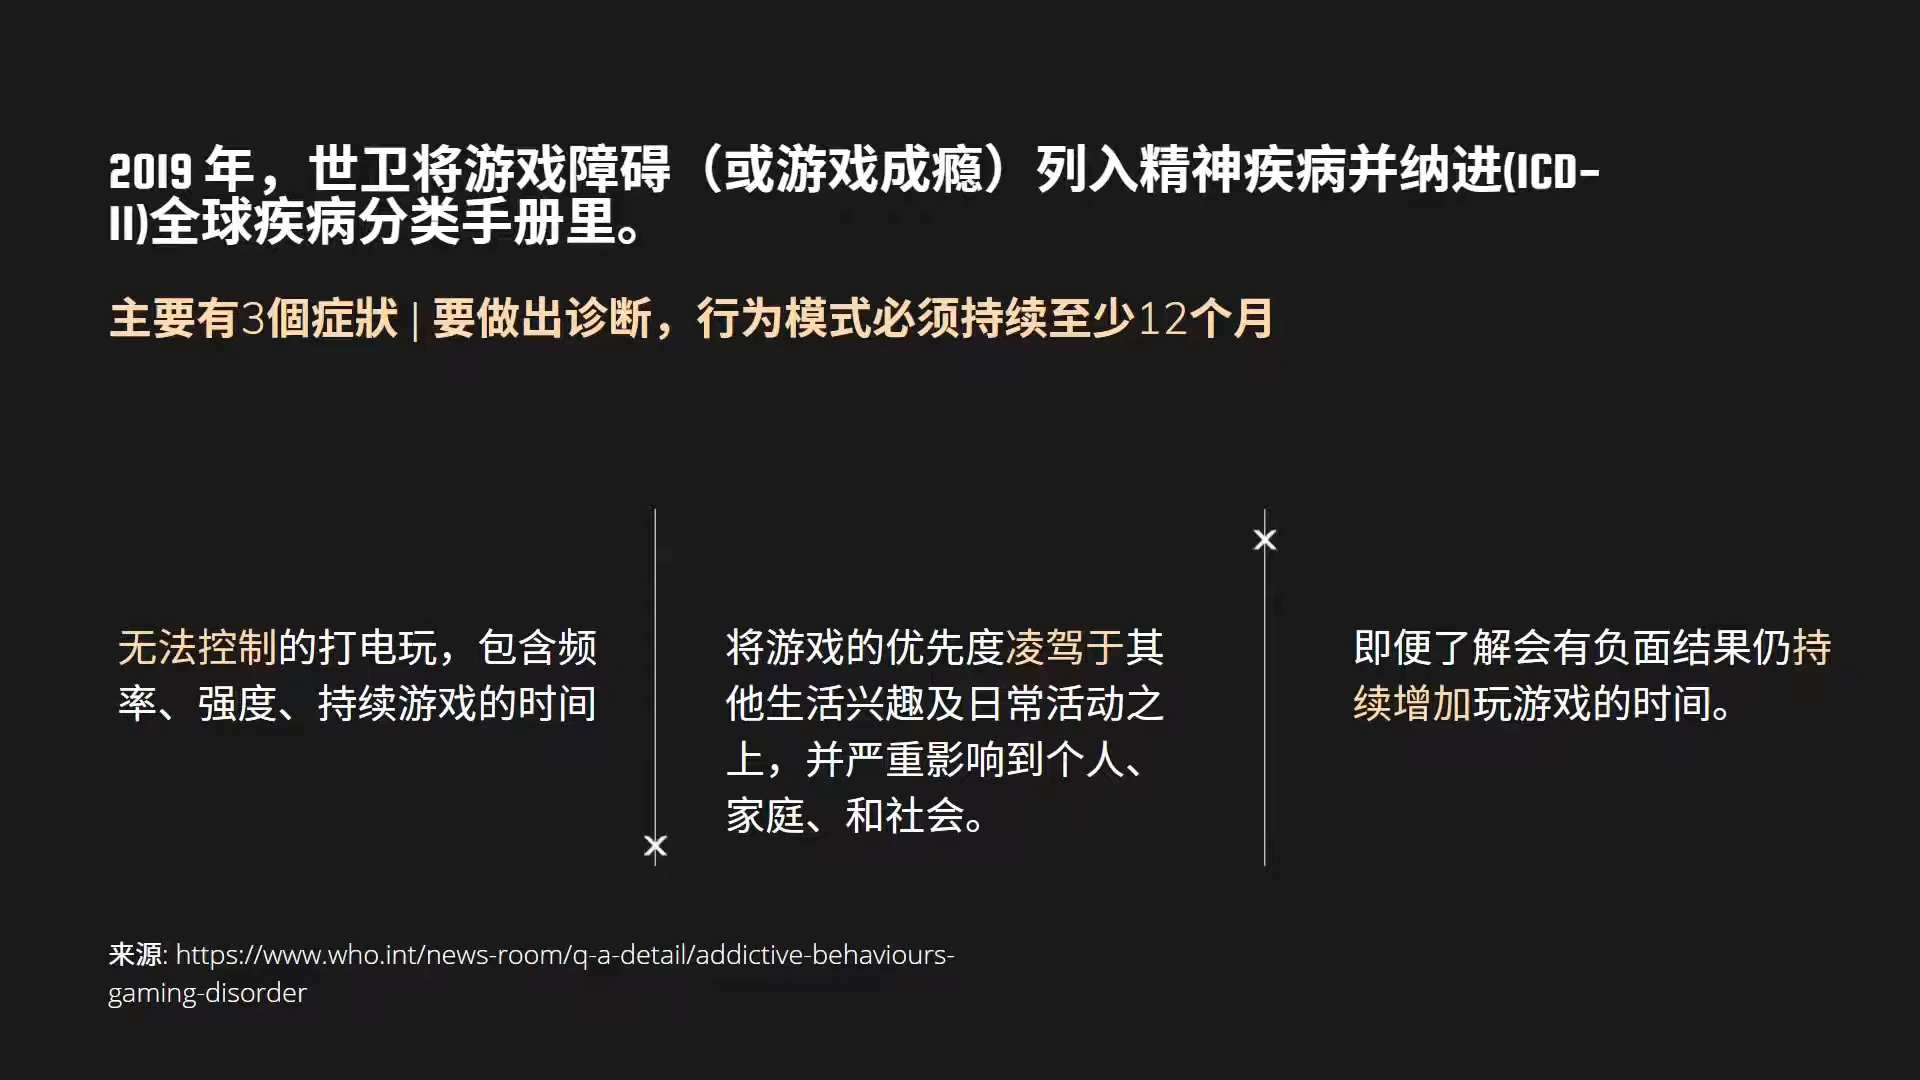 2019 年，世卫将游戏障碍（或游戏成瘾）列入精神疾病并纳进(ICD-
11)全球疾病分类手册里。
主要有3個症狀 | 要做出诊断，行为模式必须持续至少12个月
无法控制的打电玩，包含频
率、强度、持续游戏的时间
将游戏的优先度凌驾于其
他生活兴趣及日常活动之
上，并严重影响到个人、
家庭、和社会。
即便了解会有负面结果仍持
续增加玩游戏的时间。
来源: https://www.who.int/news-room/q-a-detail/addictive-behaviours-
gaming-disorder